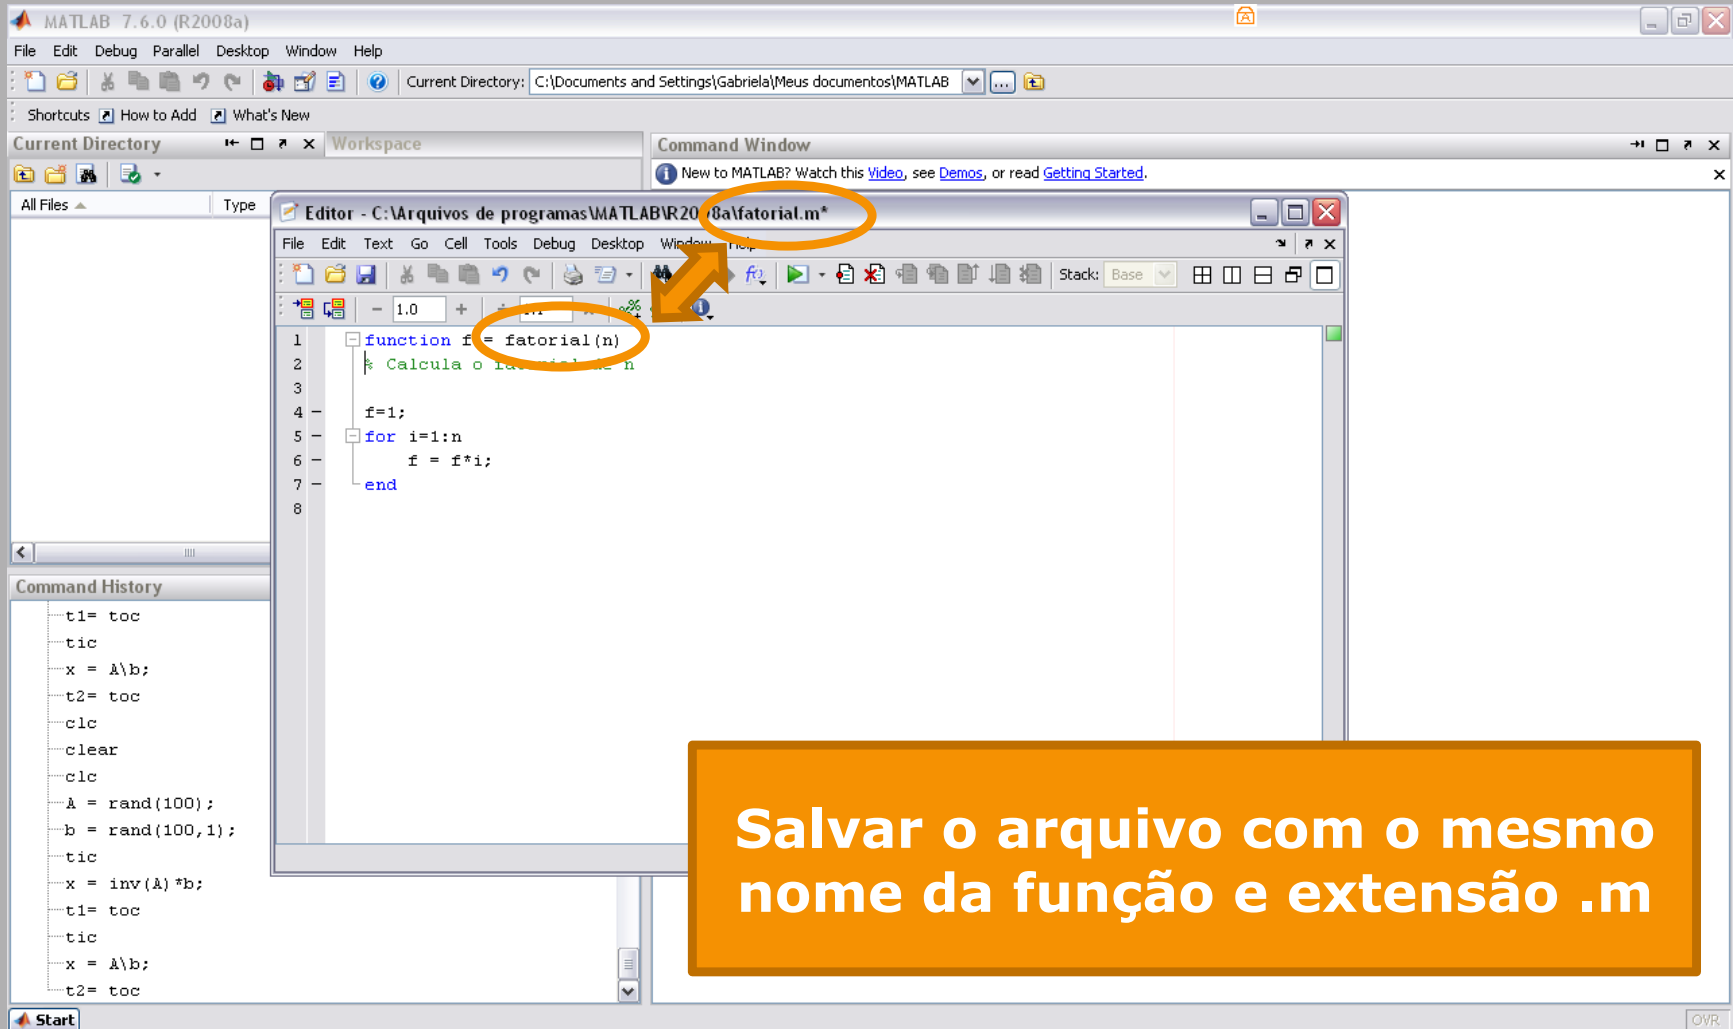 MATLAB 7.6.0 (R2008a)
File Edit Debug Parallel Desktop Window Help
Current Directory: C:\Documents and Settings\Gabriela\Meus documentos\MATLAB ...
Shortcuts How to Add What's New
Current Directory
Workspace
Command Window
New to MATLAB? Watch this Video, see Demos, or read Getting Started.
All Files Type
Editor - C:\Arquivos de programas\MATLAB\R2008a\fatorial.m*
File Edit Text Go Cell Tools Debug Desktop Window Help
Stack: Base
1.0
1 function f = fatorial(n)
2 % Calcula o fatorial de n
3
4 f=1;
5 for i=1:n
6 f = f*i;
7 end
8
Command History
t1= toc
tic
x = A\b;
t2= toc
clc
clear
clc
A = rand(100);
b = rand(100,1);
tic
x = inv(A)*b;
t1= toc
tic
x = A\b;
t2= toc
Salvar o arquivo com o mesmo
nome da função e extensão .m
Start
OVR